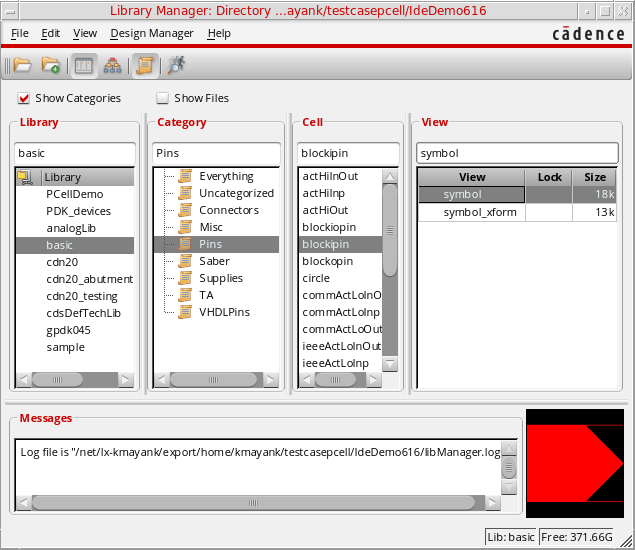 Library Manager: Directory ...ayank/testcasepcell/IdeDemo616
File Edit View Design Manager Help
cādence
Show Categories Show Files
Library
basic
Library
PCellDemo
PDK_devices
analogLib
basic
cdn20
cdn20_abutment
cdn20_testing
cdsDefTechLib
gpdk045
sample
Category
Pins
Everything
Uncategorized
Connectors
Misc
Pins
Saber
Supplies
TA
VHDLPins
Cell
blockipin
actHiInOut
actHiInp
actHiOut
blockiopin
blockipin
blockopin
circle
commActLoInO
commActLoInp
commActLoOut
ieeeActLoInOut
ieeeActLoInp
View
symbol
View Lock Size
symbol 18k
symbol_xform 13k
Messages
Log file is "/net/lx-kmayank/export/home/kmayank/testcasepcell/IdeDemo616/libManager.log
Lib: basic Free: 371.66G